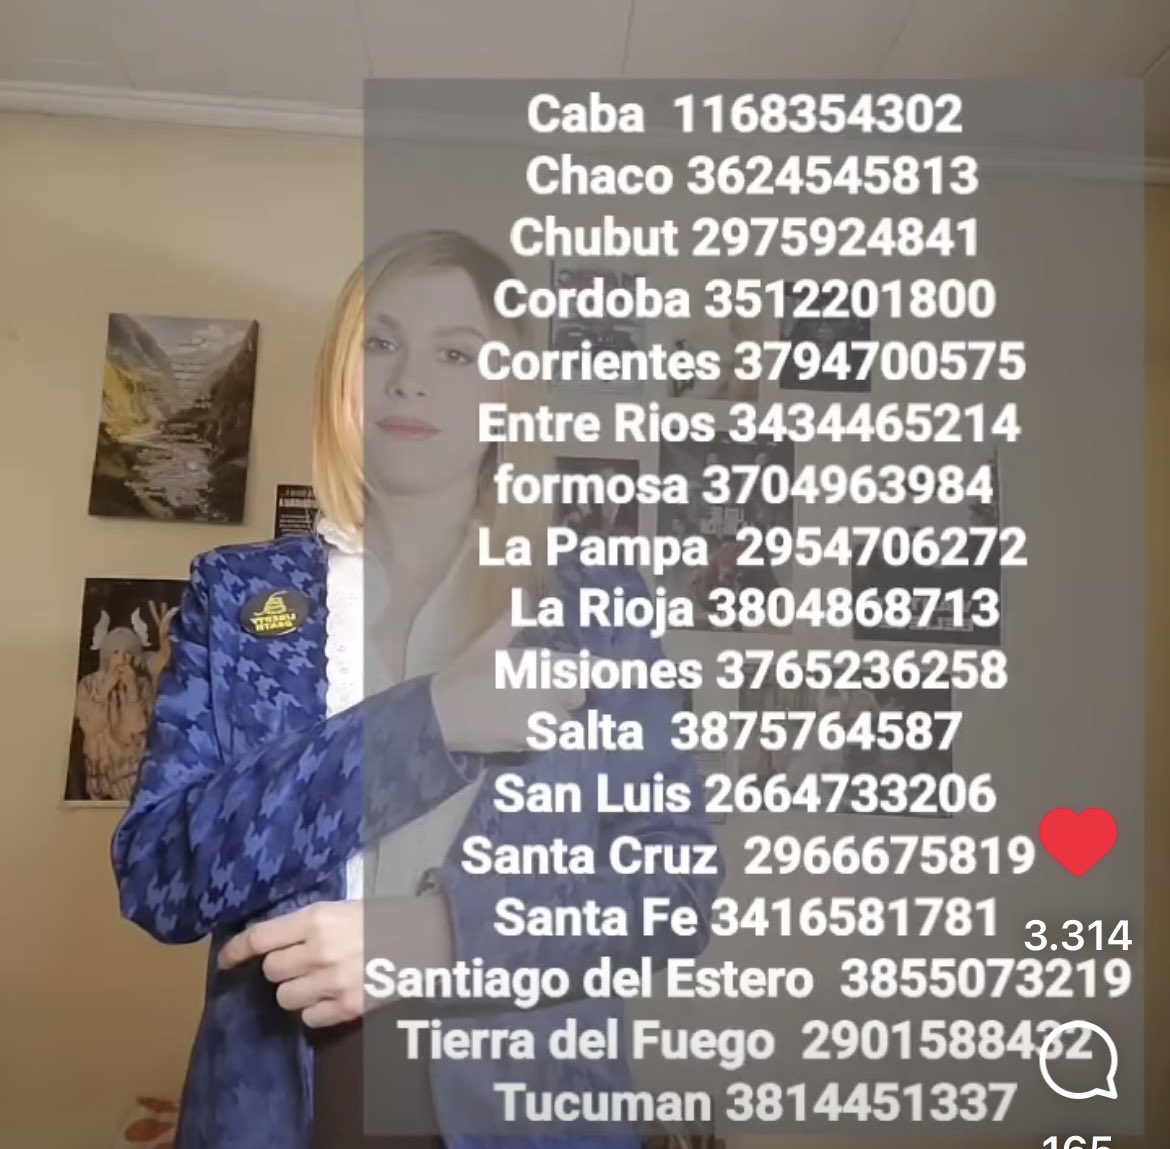 Caba 1168354302
Chaco 3624545813
Chubut 2975924841
Cordoba 3512201800
Corrientes 3794700575
Entre Rios 3434465214
formosa 3704963984
La Pampa 2954706272
La Rioja 3804868713
Misiones 3765236258
Salta 3875764587
San Luis 2664733206
Santa Cruz 2966675819
Santa Fe 3416581781
3.314
Santiago del Estero 3855073219
Tierra del Fuego 2901588432
Tucuman 3814451337
165